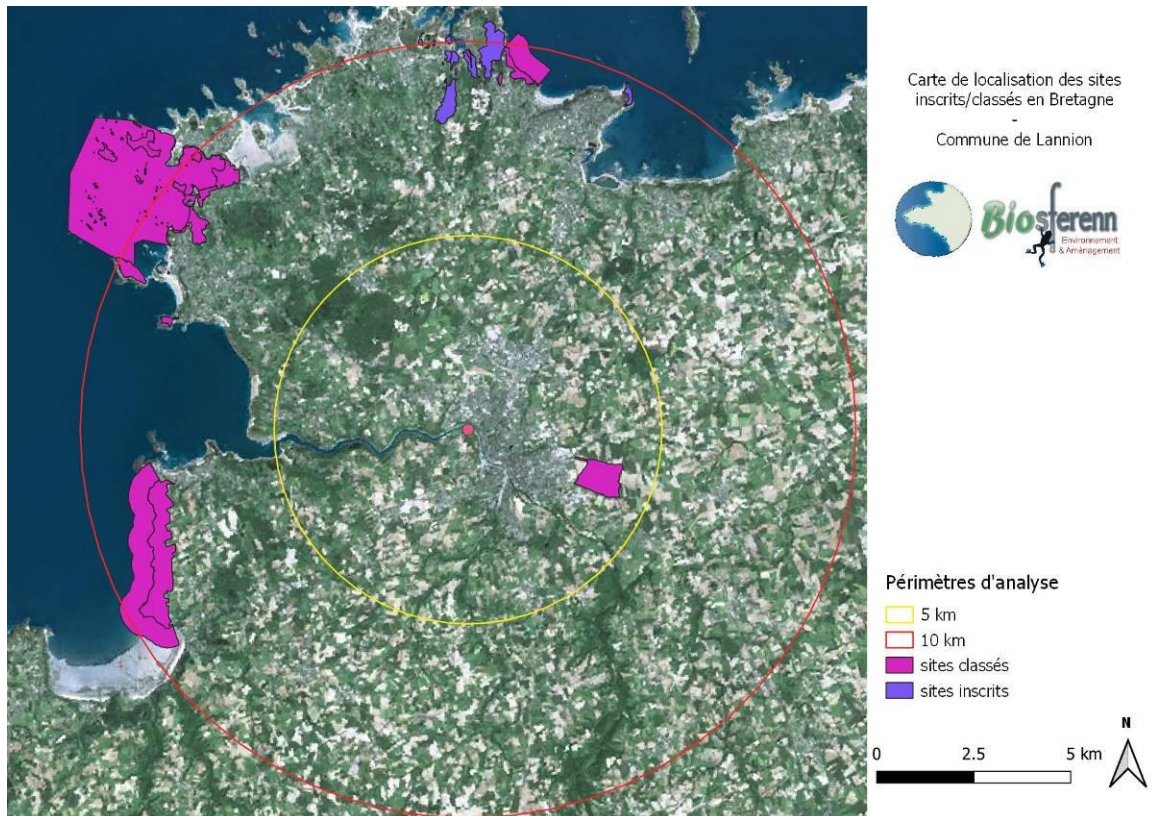 Carte de localisation des sites
inscrits/classés en Bretagne
-
Commune de Lannion
Biosferenn
Environnement
& Aménagement
Périmètres d'analyse
5 km
10 km
sites classés
sites inscrits
N
0 2.5 5 km